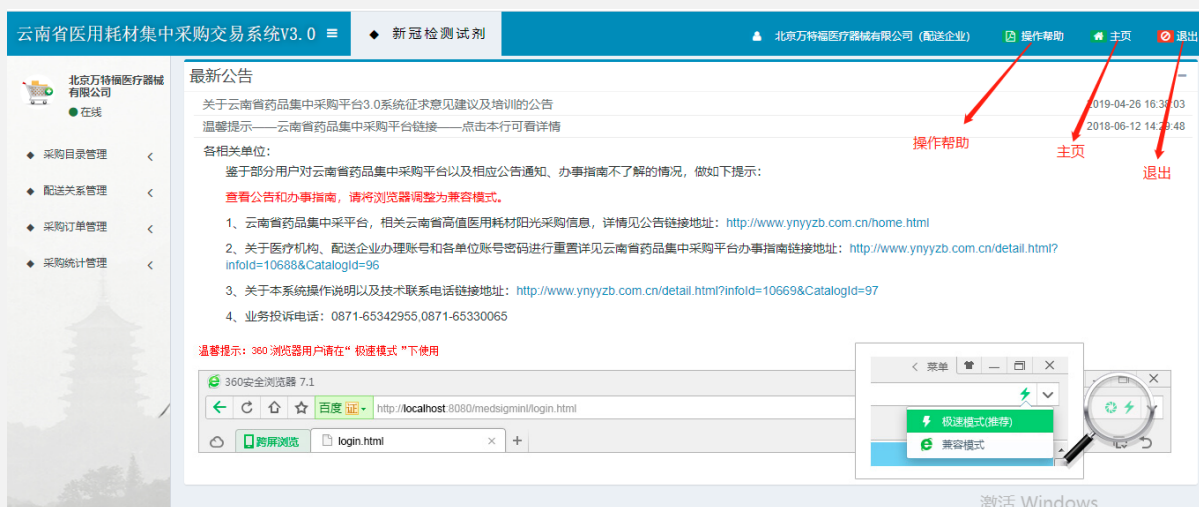 云南省医用耗材集中采购交易系统V3.0
新冠检测试剂
北京万特福医疗器械有限公司（配送企业）
操作帮助
主页
退出
北京万特福医疗器械有限公司
在线
采购目录管理
配送关系管理
采购订单管理
采购统计管理
最新公告
关于云南省药品集中采购平台3.0系统征求意见建议及培训的公告 2019-04-26 16:38:03
温馨提示——云南省药品集中采购平台链接——点击本行可看详情 2018-06-12 14:29:48
操作帮助
主页
退出
各相关单位：
鉴于部分用户对云南省药品集中采购平台以及相应公告通知、办事指南不了解的情况，做如下提示：
查看公告和办事指南，请将浏览器调整为兼容模式。
1、云南省药品集中采平台，相关云南省高值医用耗材阳光采购信息，详情见公告链接地址：http://www.ynyyzb.com.cn/home.html
2、关于医疗机构、配送企业办理账号和各单位账号密码进行重置详见云南省药品集中采购平台办事指南链接地址：http://www.ynyyzb.com.cn/detail.html?
infoId=10688&CatalogId=96
3、关于本系统操作说明以及技术联系电话链接地址：http://www.ynyyzb.com.cn/detail.html?infoId=10669&CatalogId=97
4、业务投诉电话：0871-65342955,0871-65330065
温馨提示：360 浏览器用户请在“ 极速模式 ”下使用
360安全浏览器 7.1
百度 证
http://localhost:8080/medsigminl/login.html
跨屏浏览
login.html
菜单
极速模式(推荐)
兼容模式
激活 Windows